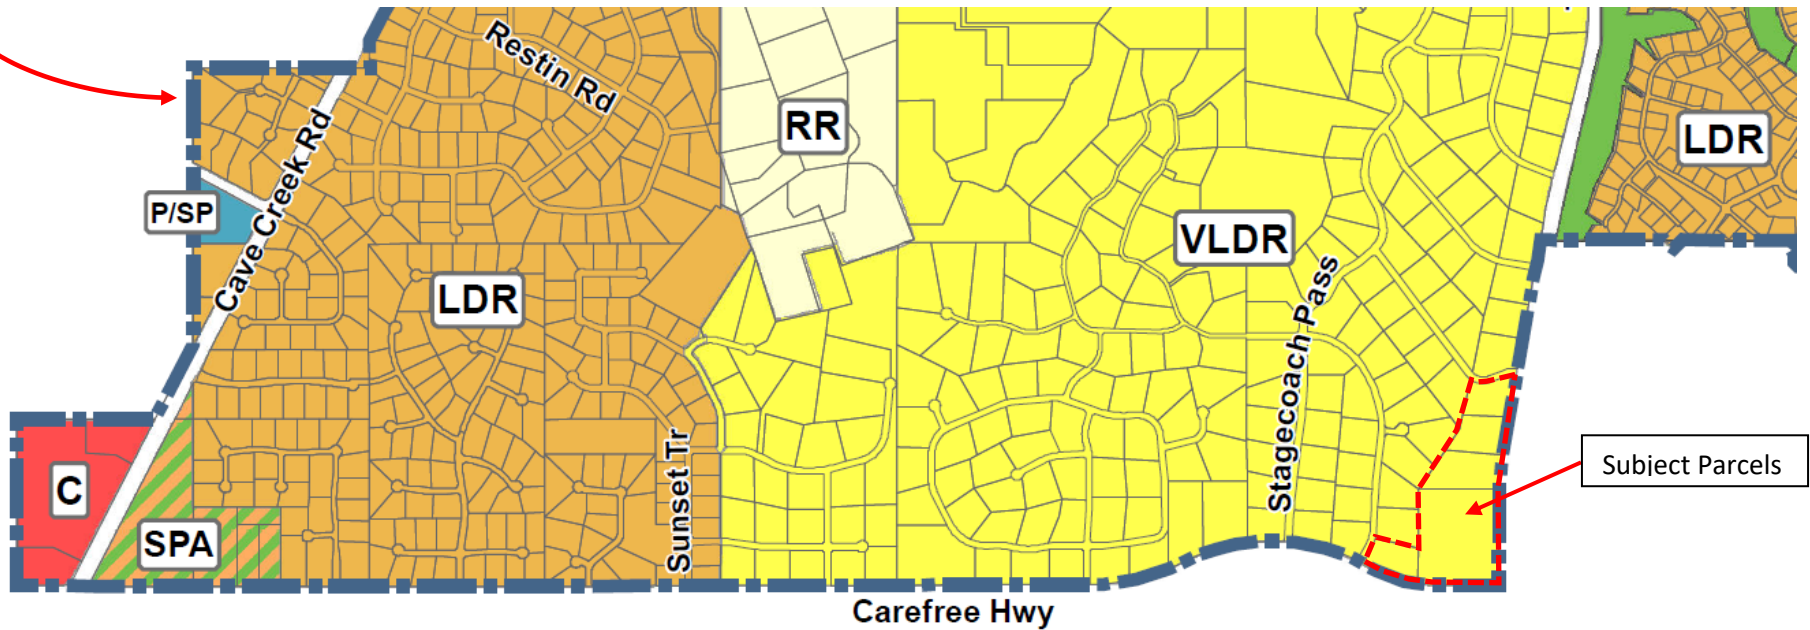 Restin Rd
RR
LDR
P/SP
Cave Creek Rd
VLDR
LDR
Stagecoach Pass
Sunset Tr
Subject Parcels
C
SPA
Carefree Hwy